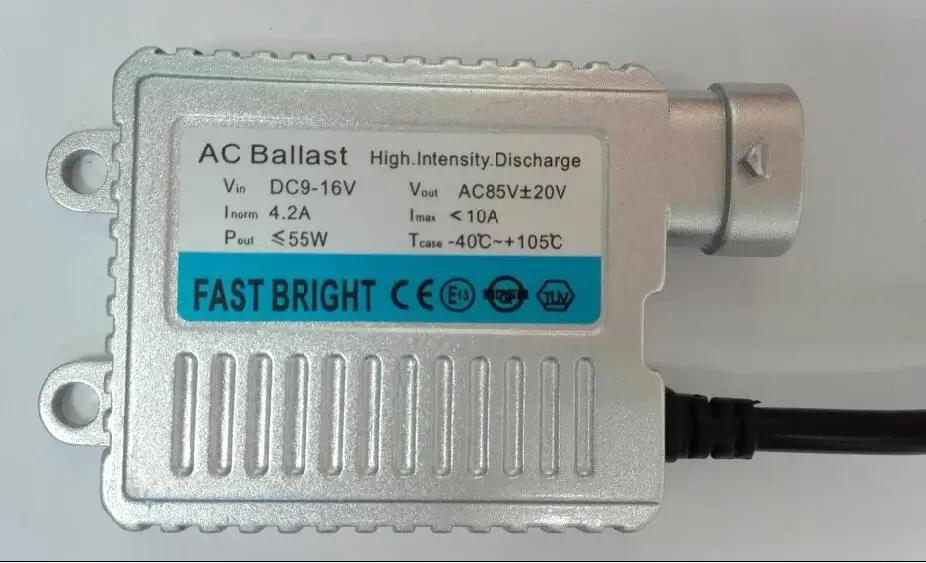 AC Ballast High.Intensity.Discharge
Vin DC9-16V Vout AC85V±20V
Inorm 4.2A Imax <10A
Pout ≤55W Tcase -40℃~+105℃
FAST BRIGHT CE E13 TUV